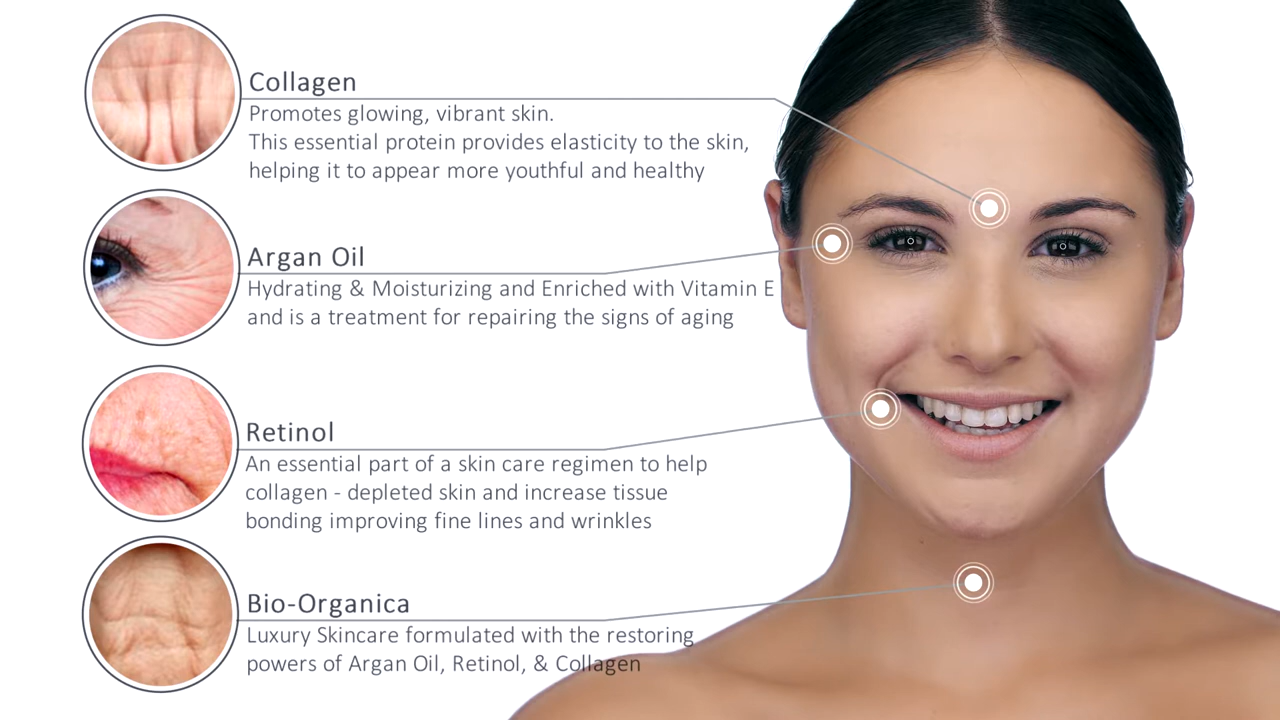 Collagen
Promotes glowing, vibrant skin.
This essential protein provides elasticity to the skin,
helping it to appear more youthful and healthy
Argan Oil
Hydrating & Moisturizing and Enriched with Vitamin E
and is a treatment for repairing the signs of aging
Retinol
An essential part of a skin care regimen to help
collagen - depleted skin and increase tissue
bonding improving fine lines and wrinkles
Bio-Organica
Luxury Skincare formulated with the restoring
powers of Argan Oil, Retinol, & Collagen